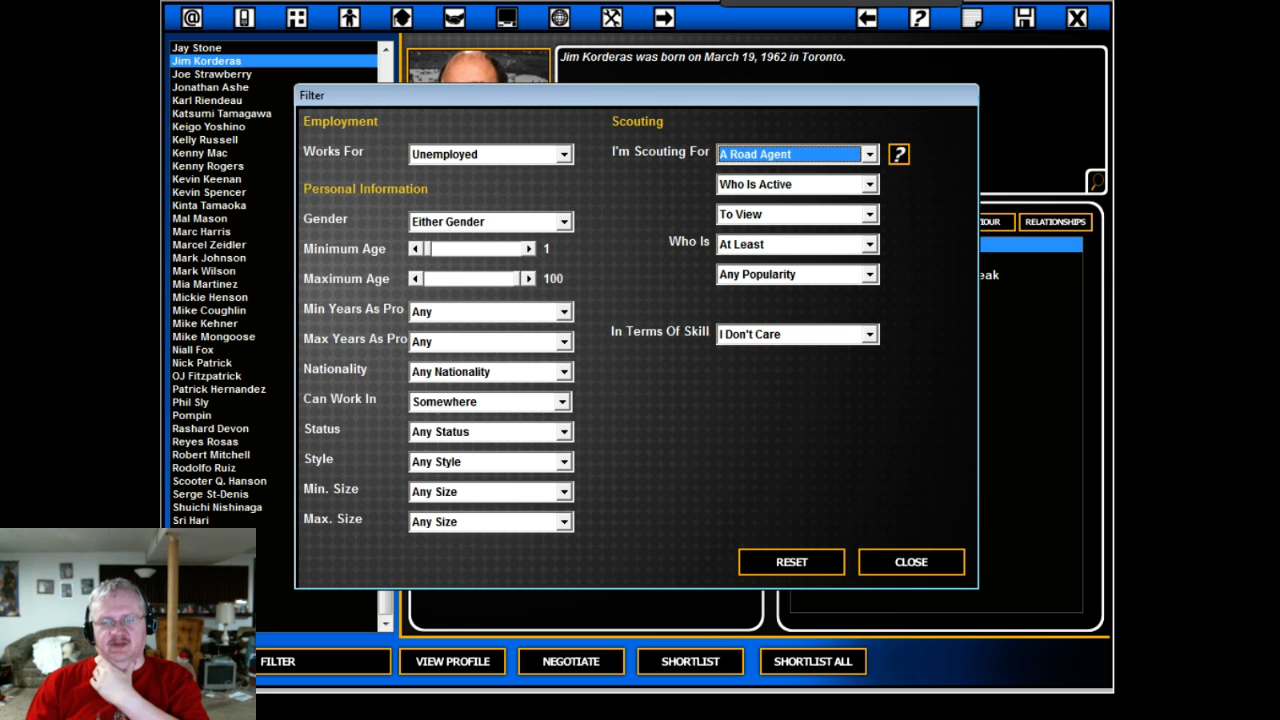 Jim Korderas was born on March 19, 1962 in Toronto.
Jay Stone
Jim Korderas
Joe Strawberry
Jonathan Ashe
Karl Riendeau
Katsumi Tamagawa
Keigo Yoshino
Kelly Russell
Kenny Mac
Kenny Rogers
Kevin Keenan
Kevin Spencer
Kinta Tamaoka
Mal Mason
Marc Harris
Marcel Zeidler
Mark Johnson
Mark Wilson
Mia Martinez
Mickie Henson
Mike Coughlin
Mike Kehner
Mike Mongoose
Niall Fox
Nick Patrick
OJ Fitzpatrick
Patrick Hernandez
Phil Sly
Pompin
Rashard Devon
Reyes Rosas
Robert Mitchell
Rodolfo Ruiz
Scooter Q. Hanson
Serge St-Denis
Shuichi Nishinaga
Sri Hari
Filter
Employment
Works For Unemployed
Personal Information
Gender Either Gender
Minimum Age 1
Maximum Age 100
Min Years As Pro Any
Max Years As Pro Any
Nationality Any Nationality
Can Work In Somewhere
Status Any Status
Style Any Style
Min. Size Any Size
Max. Size Any Size
Scouting
I'm Scouting For A Road Agent ?
Who Is Active
To View
Who Is At Least
Any Popularity
In Terms Of Skill I Don't Care
RESET CLOSE
IOUR RELATIONSHIPS
eak
FILTER VIEW PROFILE NEGOTIATE SHORTLIST SHORTLIST ALL